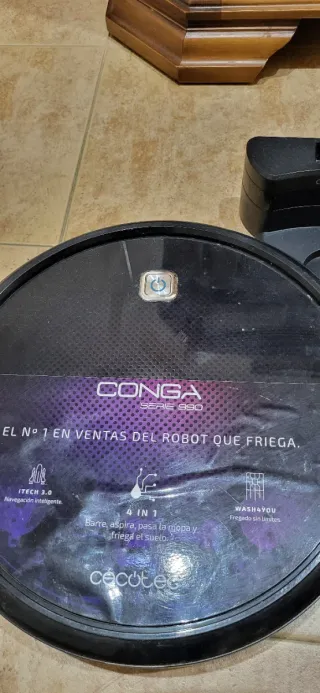 CONGA
SERIE 990
EL Nº 1 EN VENTAS DEL ROBOT QUE FRIEGA.
ITECH 3.0
Navegación inteligente.
4 IN 1
Barre, aspira, pasa la mopa y
friega el suelo.
WASH4YOU
Fregado sin límites.
cecotec